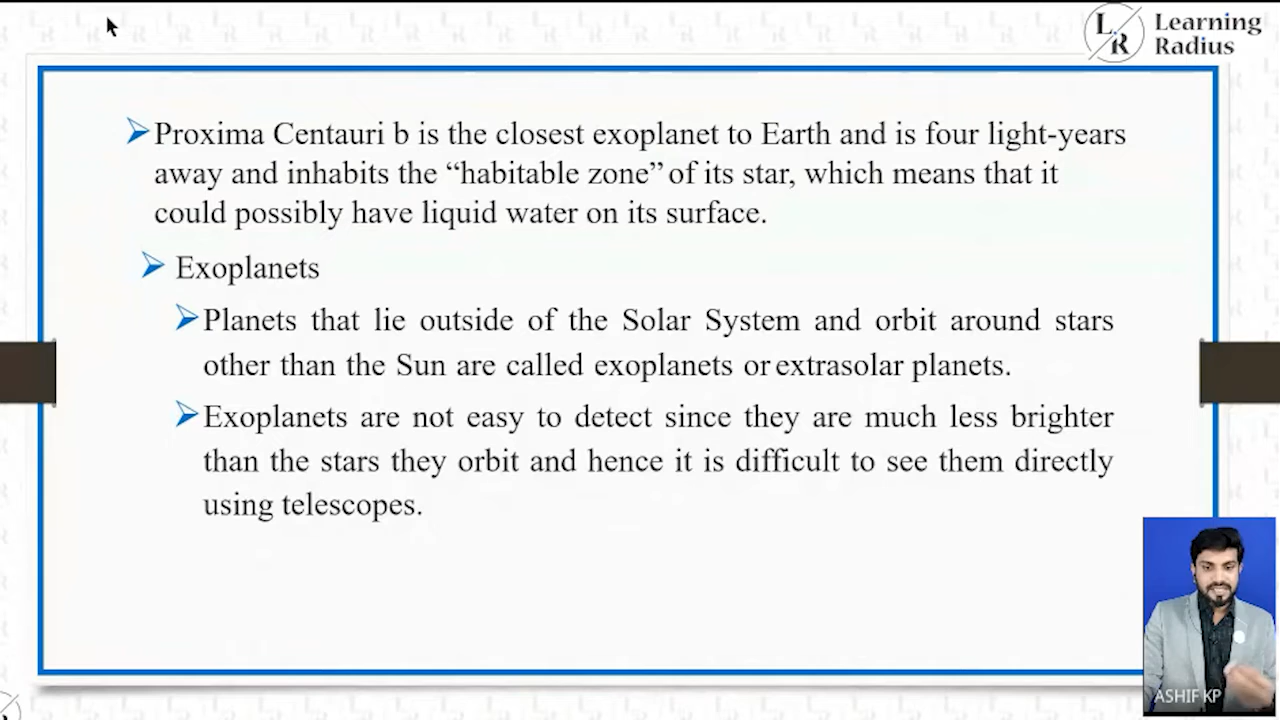 Learning
Radius
LR
Proxima Centauri b is the closest exoplanet to Earth and is four light-years
away and inhabits the “habitable zone” of its star, which means that it
could possibly have liquid water on its surface.
Exoplanets
Planets that lie outside of the Solar System and orbit around stars
other than the Sun are called exoplanets or extrasolar planets.
Exoplanets are not easy to detect since they are much less brighter
than the stars they orbit and hence it is difficult to see them directly
using telescopes.
ASHIF KP